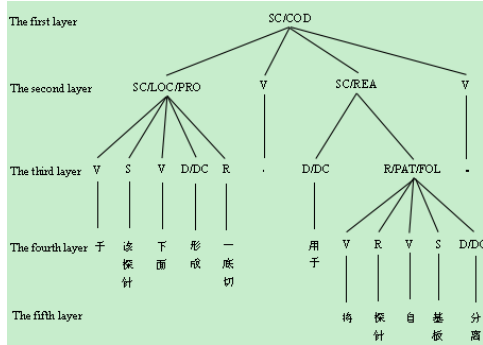 SC/COD
The first layer
The second layer SC/LOC/PRO V SC/REA V
The third layer V S V D/DC R . D/DC R/PAT/FOL -
The fourth layer 于 该探针 下面 形成 一底切 用于 V R V S D/DC
将 探针 自 基板 分离
The fifth layer